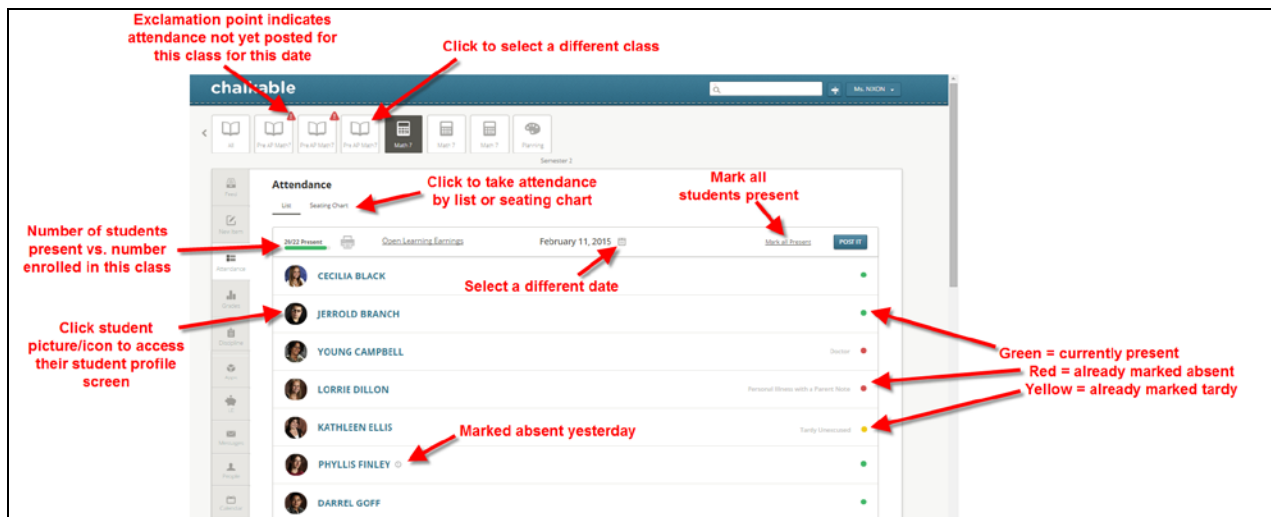 Exclamation point indicates
attendance not yet posted for
this class for this date
Click to select a different class
chalkable
Ms. NIXON
All
Pre AP Math7
Pre AP Math7
Pre AP Math7
Math 7
Math 7
Math 7
Planning
Semester 2
Mark all
students present
Feed
Attendance
Click to take attendance
by list or seating chart
List
Seating Chart
New Item
Number of students
present vs. number
enrolled in this class
Open Learning Earnings
February 11, 2015
Mark all Present
POST IT
Attendance
CECILIA BLACK
Select a different date
Grades
Click student
picture/icon to access
their student profile
screen
JERROLD BRANCH
Discipline
Green = currently present
Red = already marked absent
Yellow = already marked tardy
YOUNG CAMPBELL
Doctor
LORRIE DILLON
Personal Illness with a Parent Note
KATHLEEN ELLIS
Tardy Unexcused
Marked absent yesterday
Messages
PHYLLIS FINLEY
People
DARREL GOFF
Calendar